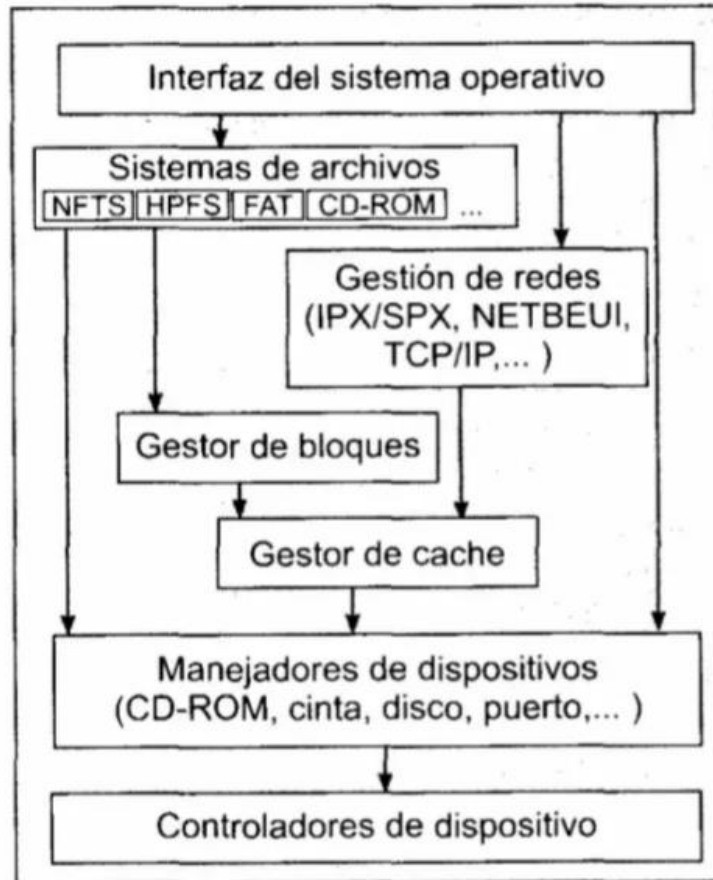 Interfaz del sistema operativo
Sistemas de archivos
NFTS HPFS FAT CD-ROM ...
Gestión de redes
(IPX/SPX, NETBEUI,
TCP/IP,... )
Gestor de bloques
Gestor de cache
Manejadores de dispositivos
(CD-ROM, cinta, disco, puerto,... )
Controladores de dispositivo